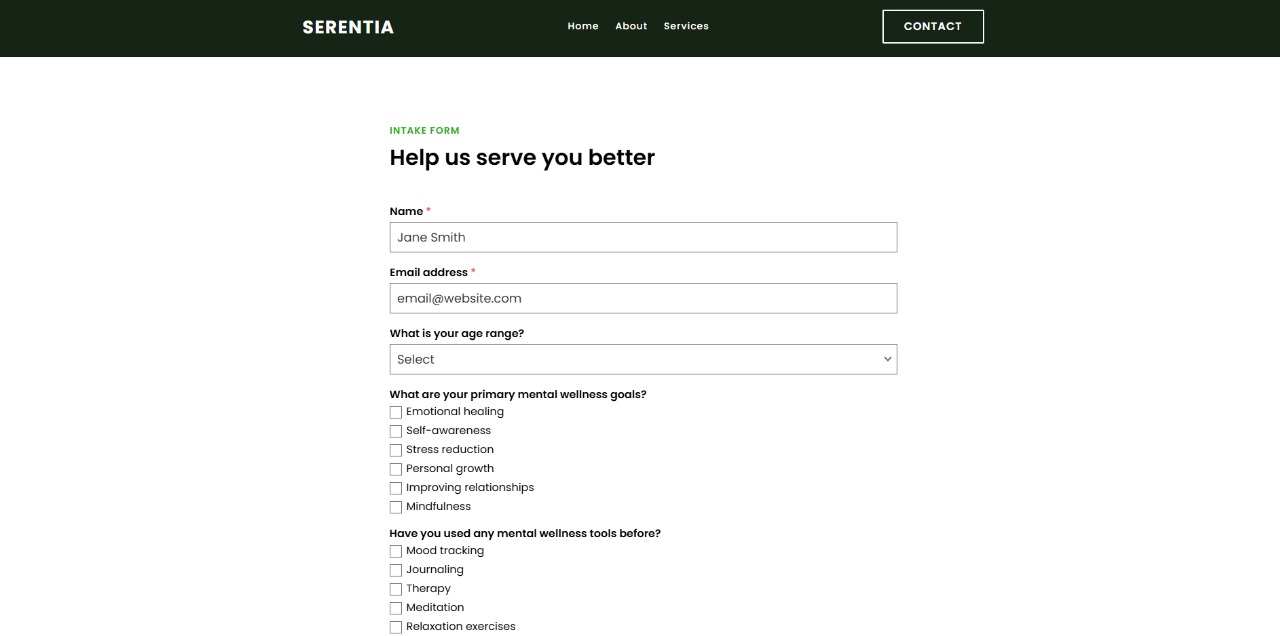 SERENTIA
Home About Services
CONTACT
INTAKE FORM
Help us serve you better
Name *
Jane Smith
Email address *
email@website.com
What is your age range?
Select
What are your primary mental wellness goals?
Emotional healing
Self-awareness
Stress reduction
Personal growth
Improving relationships
Mindfulness
Have you used any mental wellness tools before?
Mood tracking
Journaling
Therapy
Meditation
Relaxation exercises